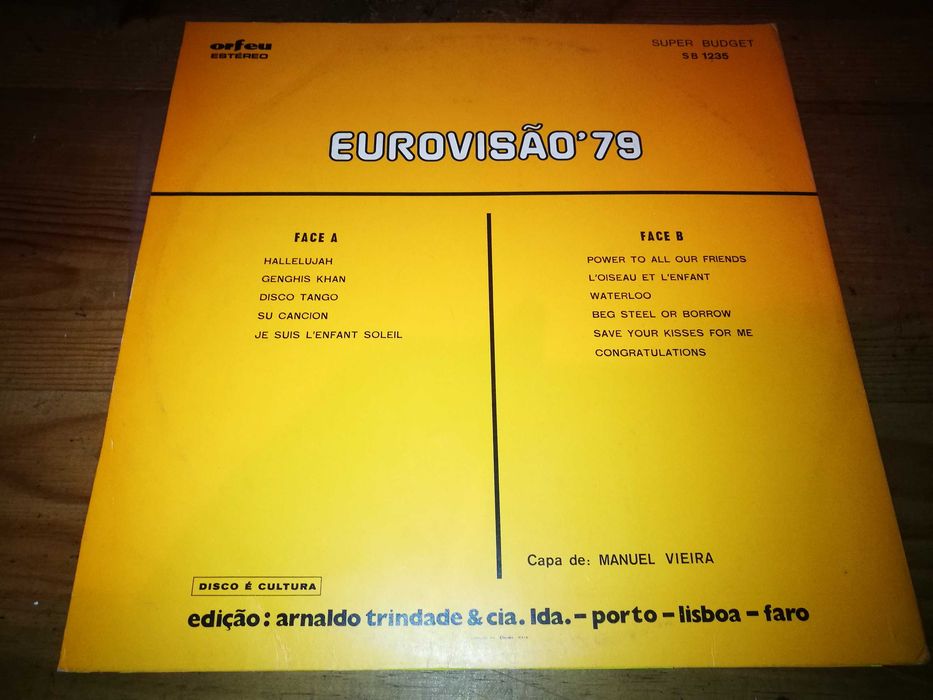 orfeu
ESTÉREO
SUPER BUDGET
SB 1235
EUROVISÃO'79
FACE A
HALLELUJAH
GENGHIS KHAN
DISCO TANGO
SU CANCION
JE SUIS L'ENFANT SOLEIL
FACE B
POWER TO ALL OUR FRIENDS
L'OISEAU ET L'ENFANT
WATERLOO
BEG STEEL OR BORROW
SAVE YOUR KISSES FOR ME
CONGRATULATIONS
Capa de: MANUEL VIEIRA
DISCO É CULTURA
edição: arnaldo trindade & cia. lda. – porto – lisboa – faro